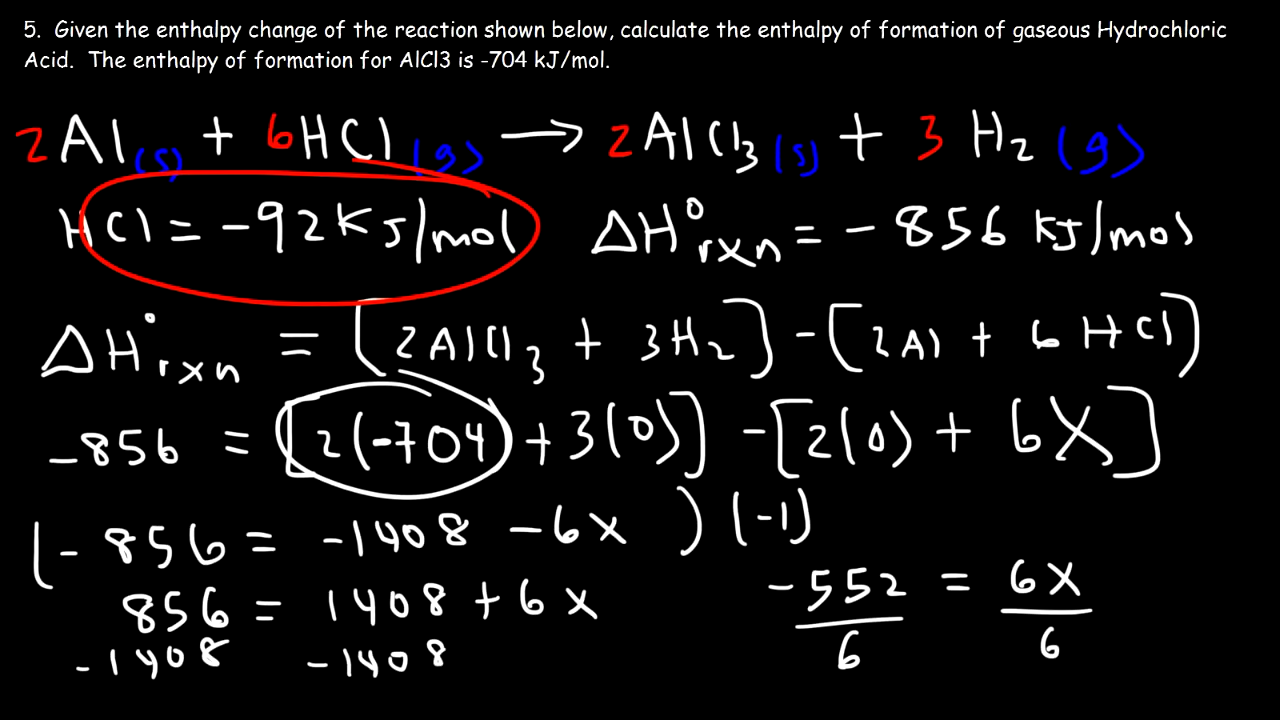 5. Given the enthalpy change of the reaction shown below, calculate the enthalpy of formation of gaseous Hydrochloric
Acid. The enthalpy of formation for AlCl3 is -704 kJ/mol.
2Al(s) + 6HCl(g) → 2AlCl₃(s) + 3 H₂(g)
HCl = -92KJ/mol ΔH°rxn = - 856 KJ/mol
ΔH°rxn = [2AlCl₃ + 3H₂] - [2Al + 6HCl]
-856 = [2(-704) + 3(0)] - [2(0) + 6X]
(-856 = -1408 - 6x) (-1)
856 = 1408 + 6x
-1408 -1408
-552 = 6X
6 6